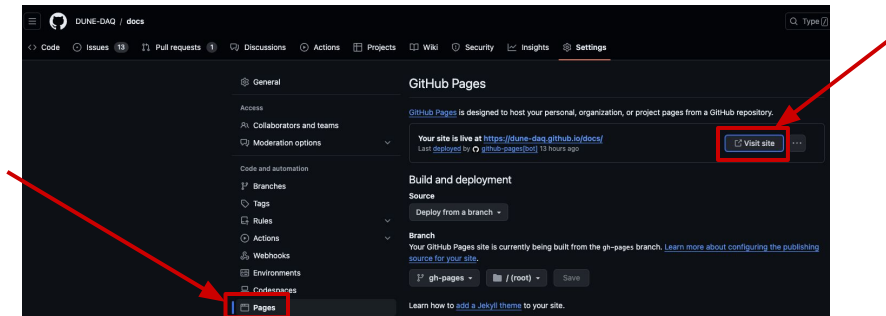 DUNE-DAQ / docs
Type /
Code Issues 13 Pull requests 1 Discussions Actions Projects Wiki Security Insights Settings
General
Access
Collaborators and teams
Moderation options
Code and automation
Branches
Tags
Rules
Actions
Webhooks
Environments
Codespaces
Pages
GitHub Pages
GitHub Pages is designed to host your personal, organization, or project pages from a GitHub repository.
Your site is live at https://dune-daq.github.io/docs/
Last deployed by github-pages[bot] 13 hours ago
Visit site
Build and deployment
Source
Deploy from a branch
Branch
Your GitHub Pages site is currently being built from the gh-pages branch. Learn more about configuring the publishing
source for your site.
gh-pages / (root) Save
Learn how to add a Jekyll theme to your site.